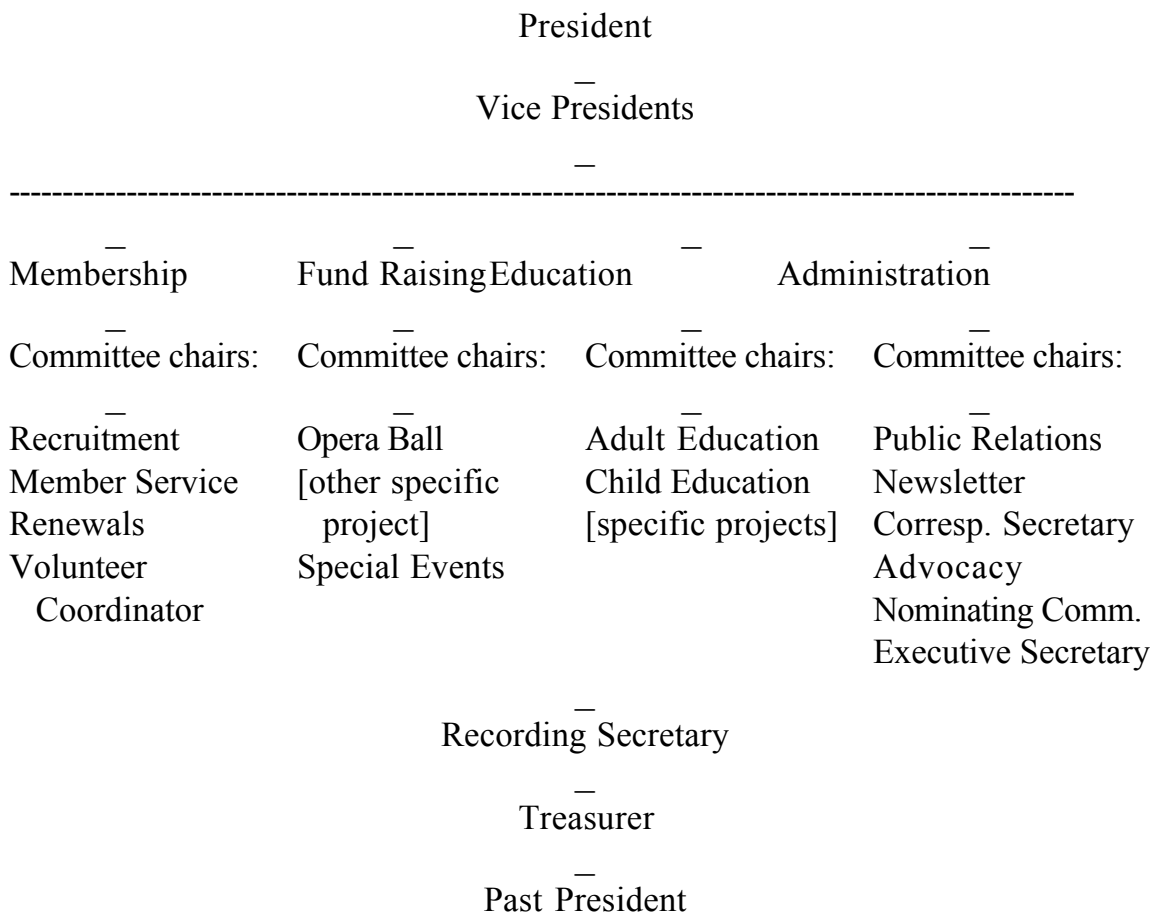 President
_
Vice Presidents
_
----------------------------------------------------------------------------------------------------
_ _ _ _
Membership Fund RaisingEducation Administration
_ _ _ _
Committee chairs: Committee chairs: Committee chairs: Committee chairs:
_ _ _ _
Recruitment Opera Ball Adult Education Public Relations
Member Service [other specific Child Education Newsletter
Renewals project] [specific projects] Corresp. Secretary
Volunteer Special Events Advocacy
Coordinator Nominating Comm.
Executive Secretary
_
Recording Secretary
_
Treasurer
_
Past President